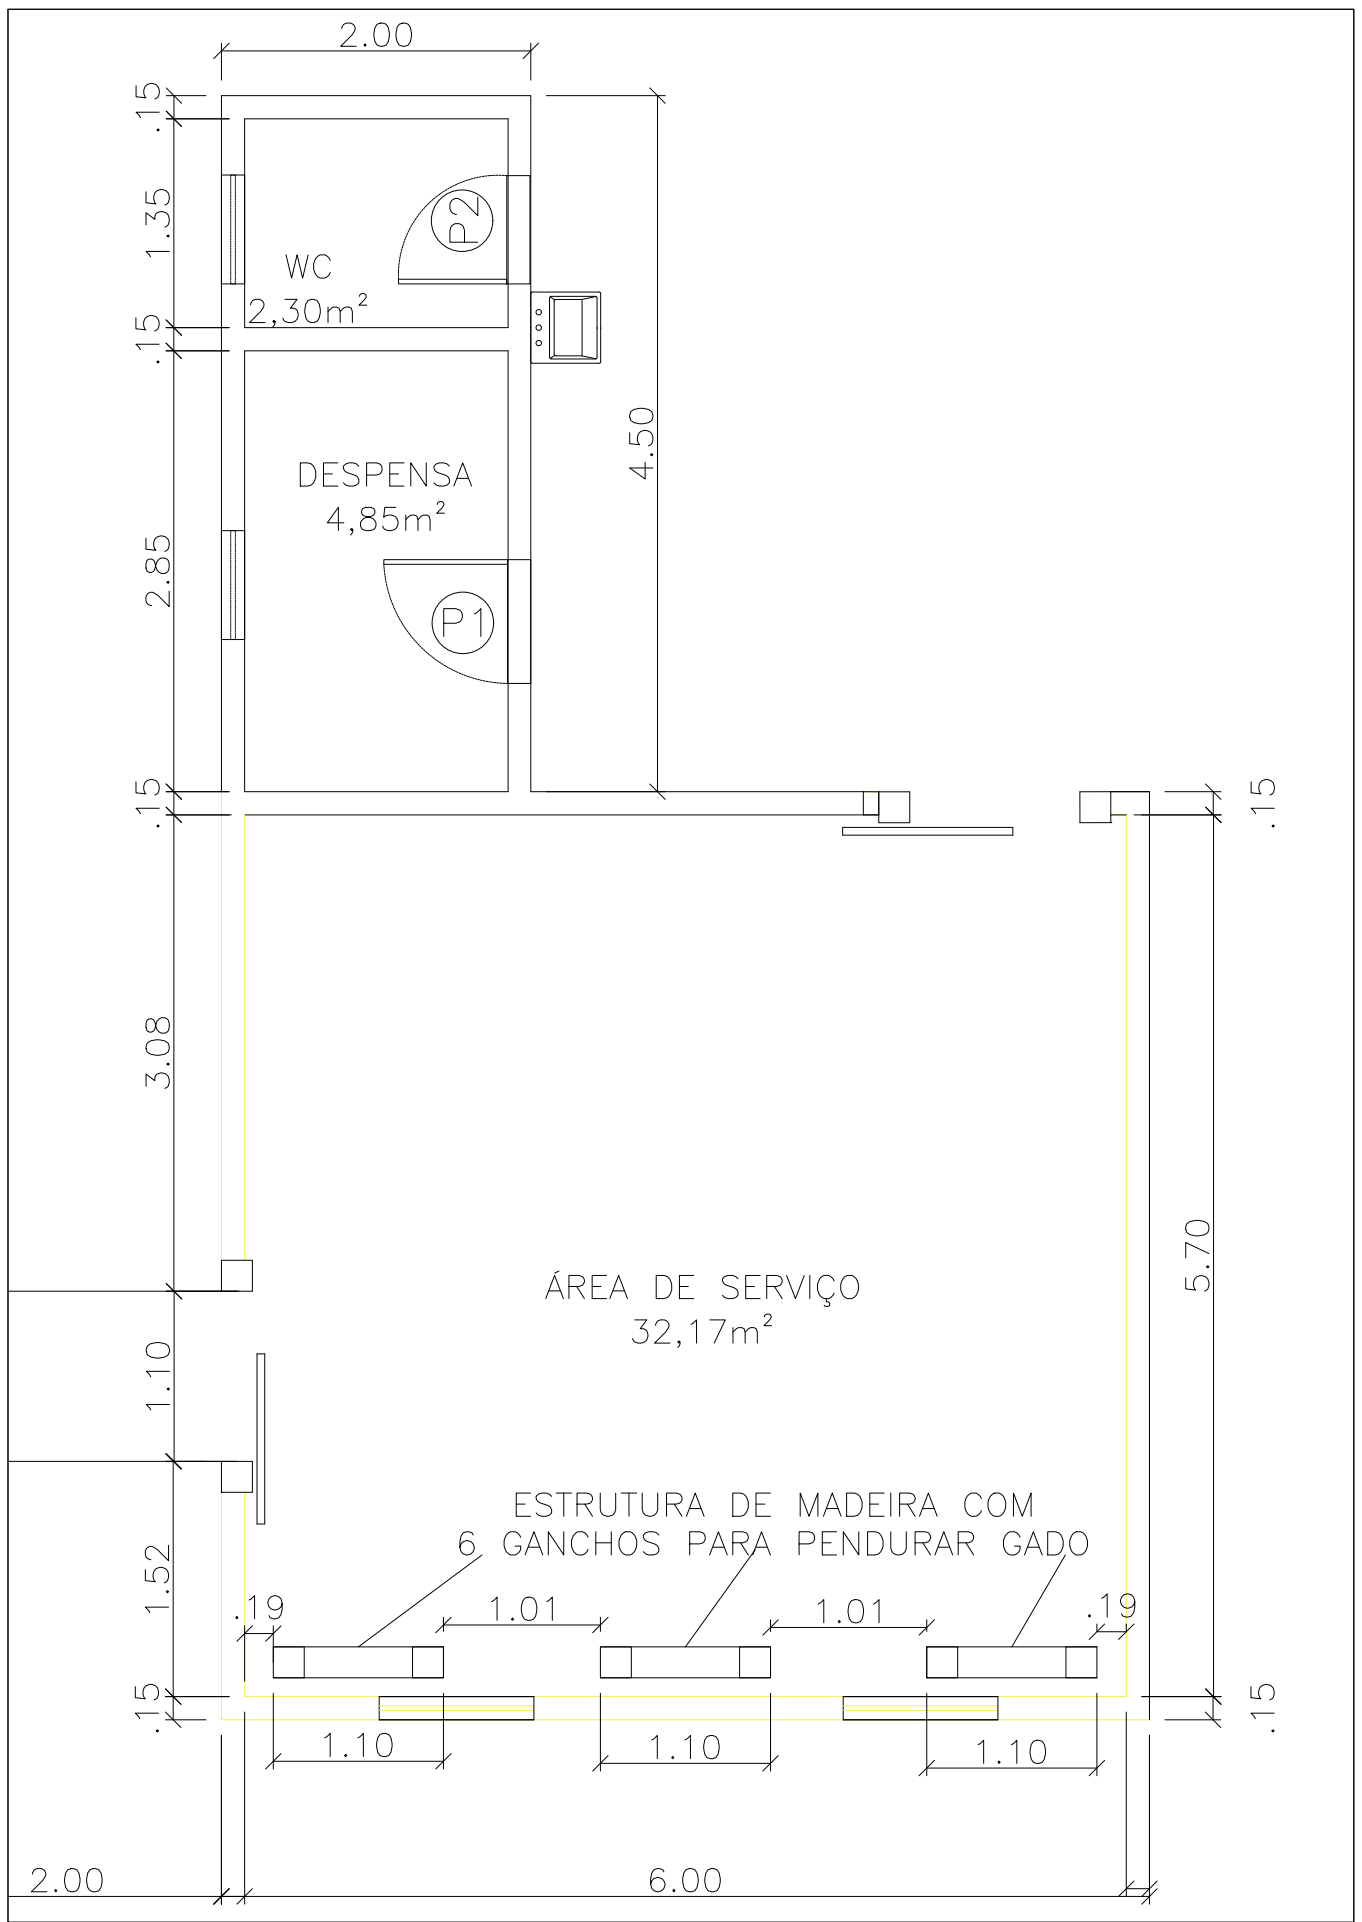 2.00
.15
1.35
P2
WC
2,30m²
.15
4.50
DESPENSA
4,85m²
2.85
P1
.15
.15
3.08
5.70
ÁREA DE SERVIÇO
32,17m²
1.10
ESTRUTURA DE MADEIRA COM
6 GANCHOS PARA PENDURAR GADO
1.52
.19
1.01
1.01
.19
.15
.15
1.10
1.10
1.10
2.00
6.00